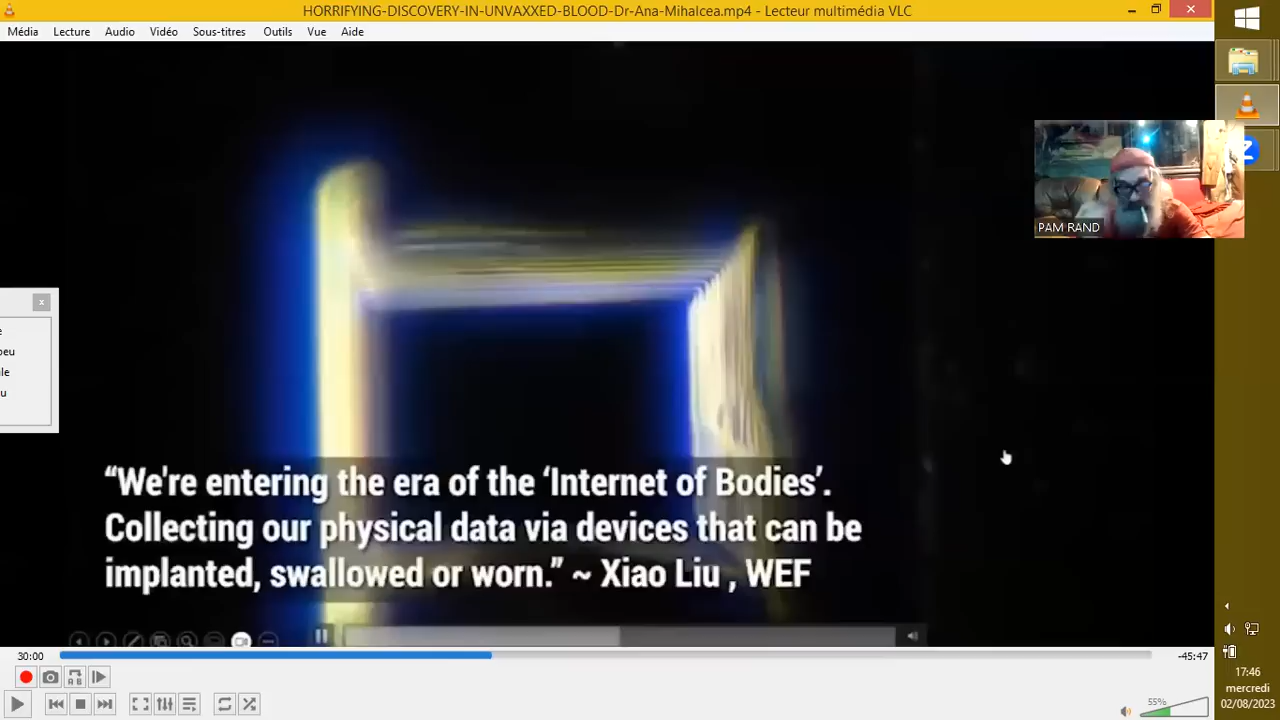 HORRIFYING-DISCOVERY-IN-UNVAXXED-BLOOD-Dr-Ana-Mihalcea.mp4 - Lecteur multimédia VLC
Média Lecture Audio Vidéo Sous-titres Outils Vue Aide
PAM RAND
“We're entering the era of the ‘Internet of Bodies’.
Collecting our physical data via devices that can be
implanted, swallowed or worn.” ~ Xiao Liu , WEF
30:00
-45:47
55%
17:46
mercredi
02/08/2023